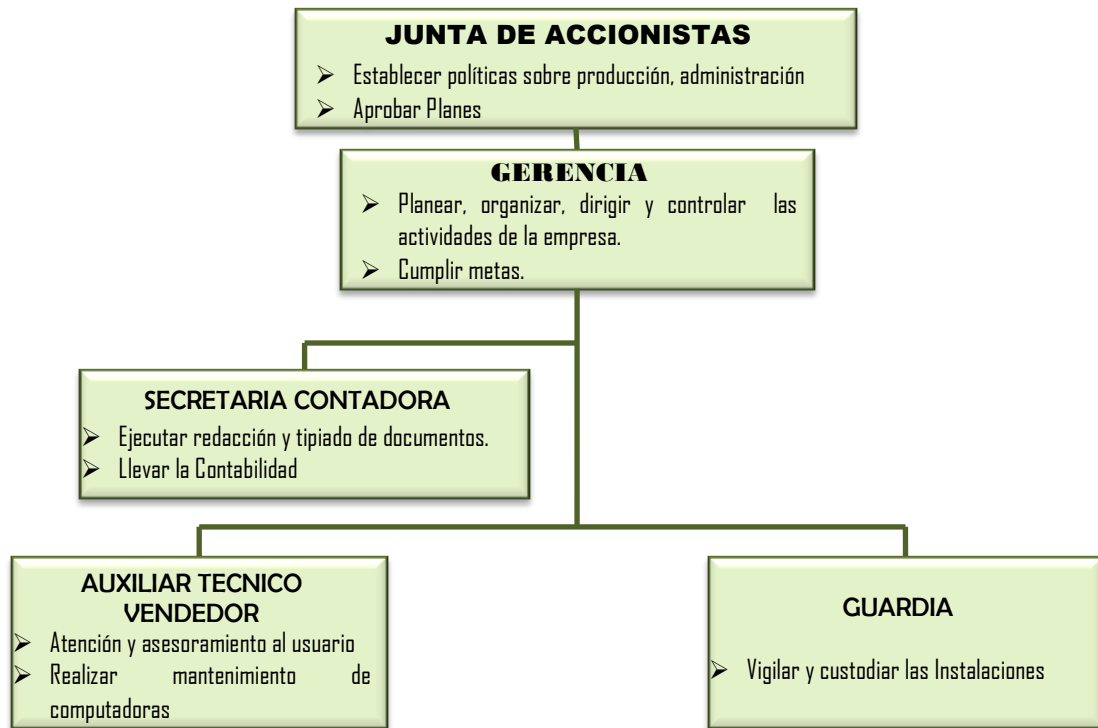 JUNTA DE ACCIONISTAS
➢ Establecer políticas sobre producción, administración
➢ Aprobar Planes
GERENCIA
➢ Planear, organizar, dirigir y controlar las
actividades de la empresa.
➢ Cumplir metas.
SECRETARIA CONTADORA
➢ Ejecutar redacción y tipiado de documentos.
➢ Llevar la Contabilidad
AUXILIAR TECNICO
VENDEDOR
➢ Atención y asesoramiento al usuario
➢ Realizar mantenimiento de
computadoras
GUARDIA
➢ Vigilar y custodiar las Instalaciones